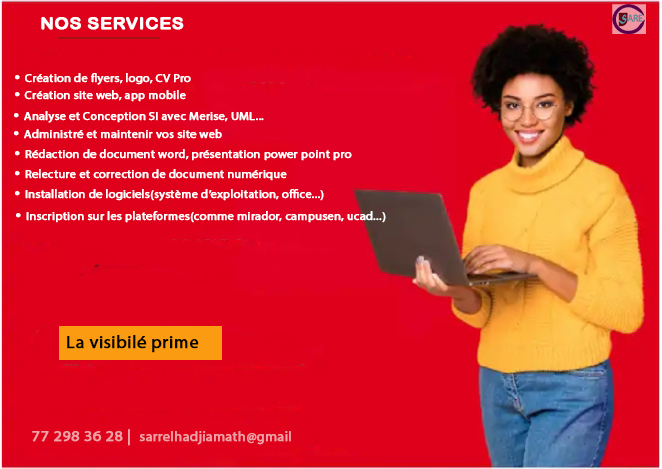 NOS SERVICES
SARE
• Création de flyers, logo, CV Pro
• Création site web, app mobile
• Analyse et Conception SI avec Merise, UML...
• Administré et maintenir vos site web
• Rédaction de document word, présentation power point pro
• Relecture et correction de document numérique
• Installation de logiciels(système d'exploitation, office...)
• Inscription sur les plateformes(comme mirador, campusen, ucad...)
La visibilé prime
77 298 36 28 | sarrelhadjiamath@gmail